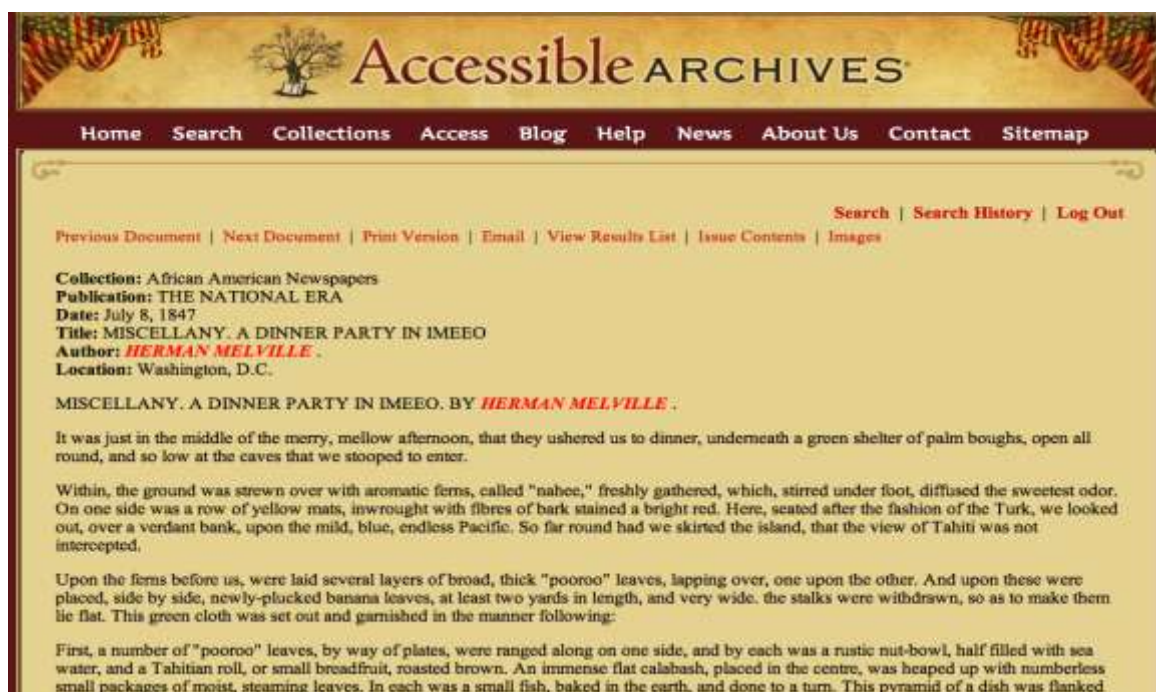 Accessible ARCHIVES
Home Search Collections Access Blog Help News About Us Contact Sitemap
Search | Search History | Log Out
Previous Document | Next Document | Print Version | Email | View Results List | Issue Contents | Images
Collection: African American Newspapers
Publication: THE NATIONAL ERA
Date: July 8, 1847
Title: MISCELLANY. A DINNER PARTY IN IMEEO
Author: HERMAN MELVILLE .
Location: Washington, D.C.
MISCELLANY. A DINNER PARTY IN IMEEO. BY HERMAN MELVILLE .
It was just in the middle of the merry, mellow afternoon, that they ushered us to dinner, underneath a green shelter of palm boughs, open all
round, and so low at the caves that we stooped to enter.
Within, the ground was strewn over with aromatic ferns, called "nahee," freshly gathered, which, stirred under foot, diffused the sweetest odor.
On one side was a row of yellow mats, inwrought with fibres of bark stained a bright red. Here, seated after the fashion of the Turk, we looked
out, over a verdant bank, upon the mild, blue, endless Pacific. So far round had we skirted the island, that the view of Tahiti was not
intercepted.
Upon the ferns before us, were laid several layers of broad, thick "pooroo" leaves, lapping over, one upon the other. And upon these were
placed, side by side, newly-plucked banana leaves, at least two yards in length, and very wide. the stalks were withdrawn, so as to make them
lie flat. This green cloth was set out and garnished in the manner following:
First, a number of "pooroo" leaves, by way of plates, were ranged along on one side, and by each was a rustic nut-bowl, half filled with sea
water, and a Tahitian roll, or small breadfruit, roasted brown. An immense flat calabash, placed in the centre, was heaped up with numberless
small packages of moist, steaming leaves. In each was a small fish, baked in the earth, and done to a turn. This pyramid of a dish was flanked